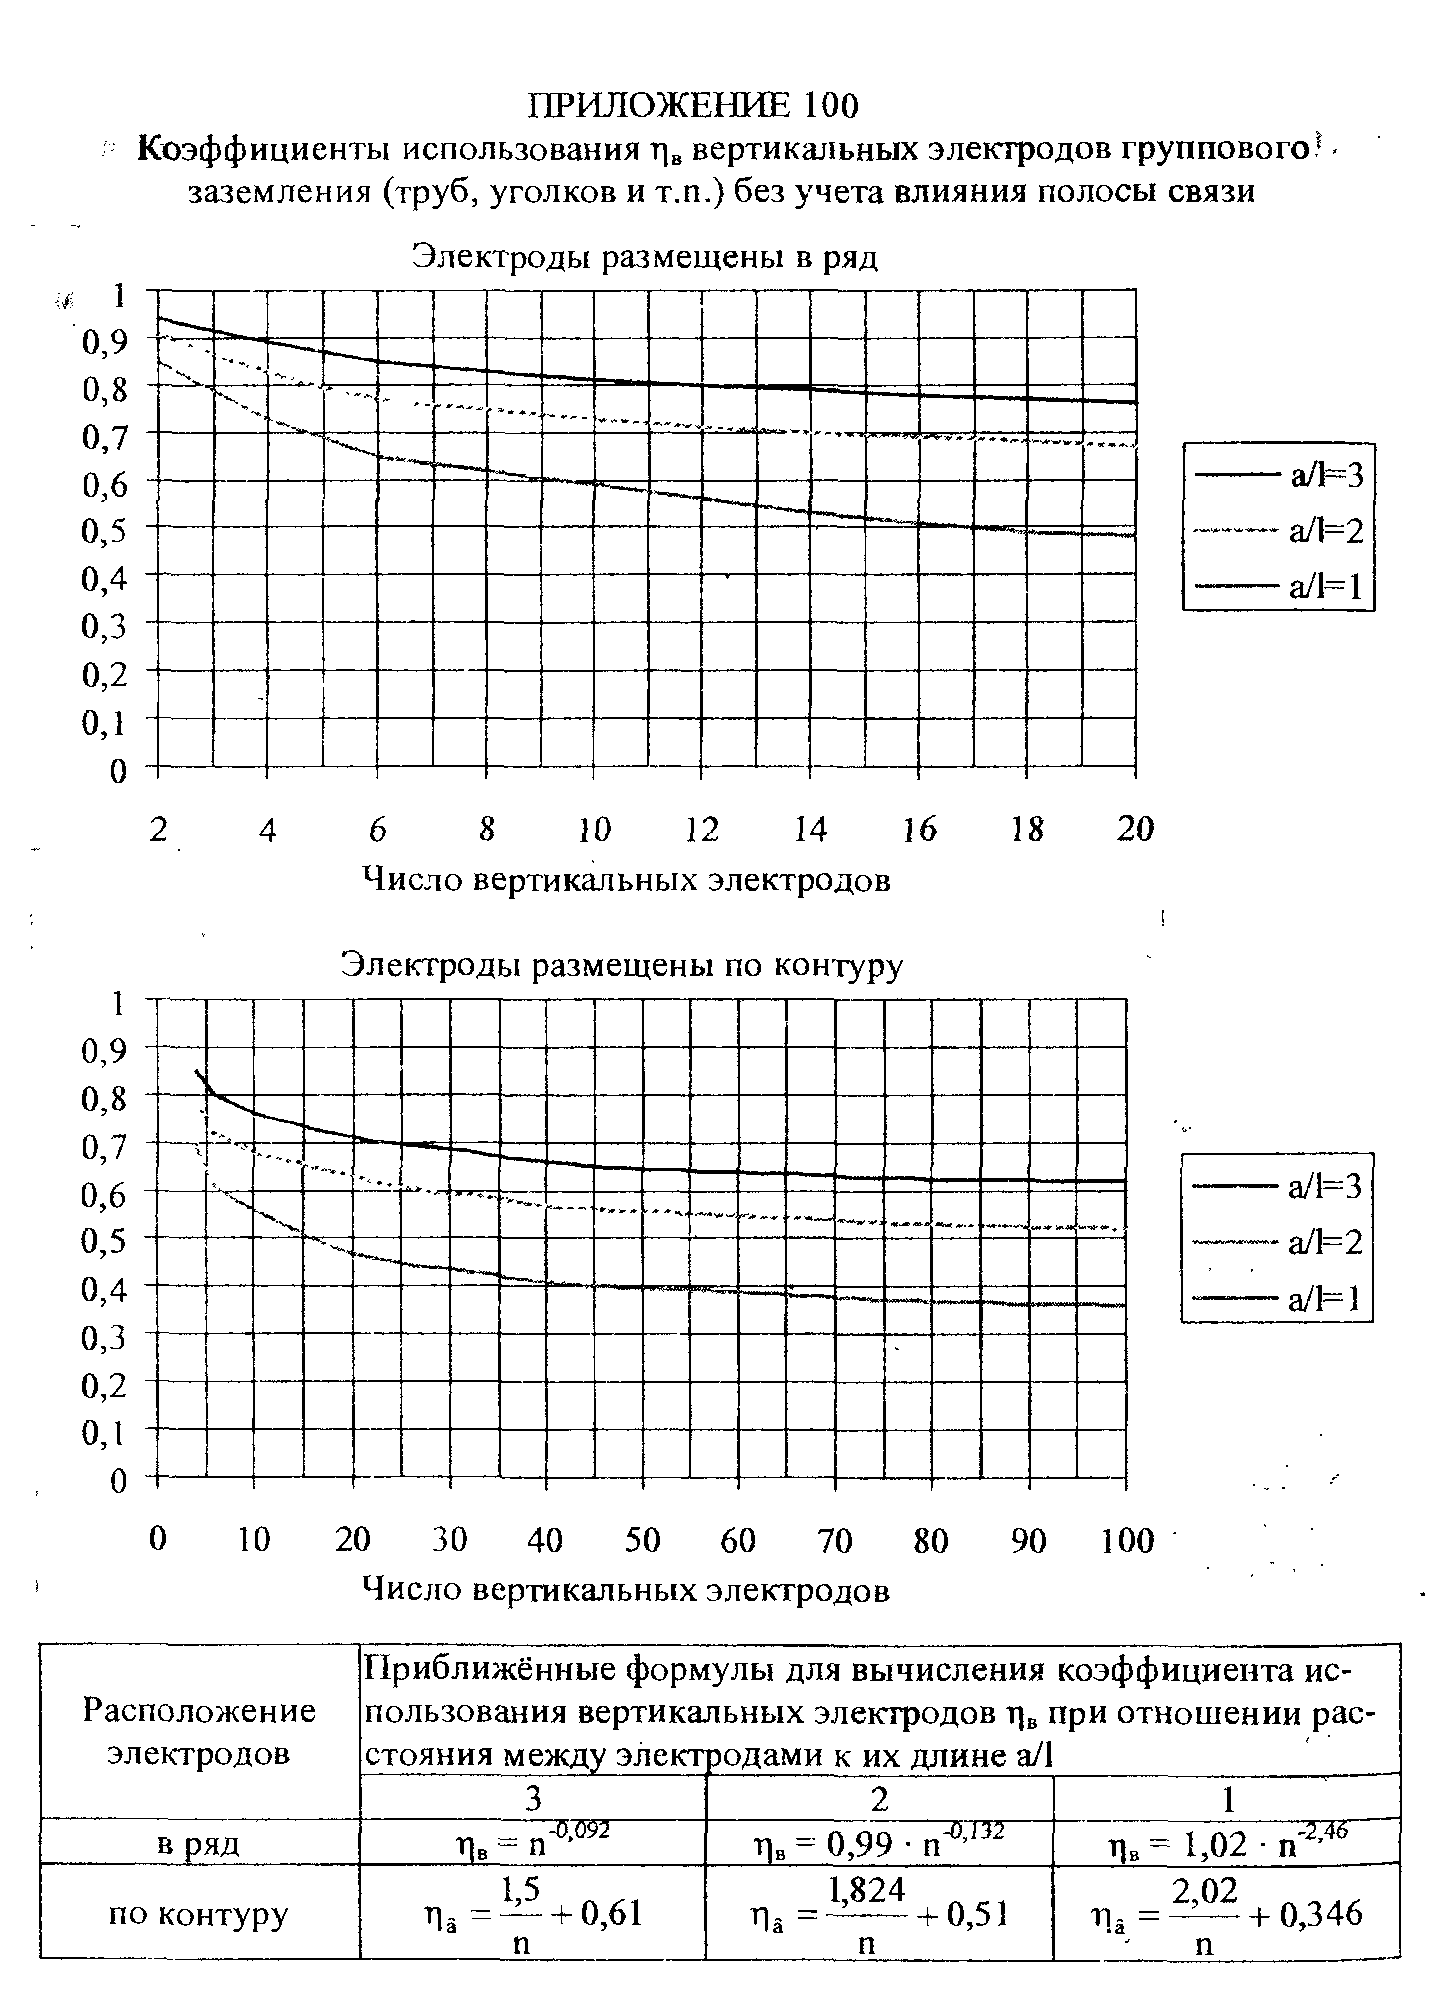 ПРИЛОЖЕНИЕ 100
Коэффициенты использования ηв вертикальных электродов группового
заземления (труб, уголков и т.п.) без учета влияния полосы связи
Электроды размещены в ряд
1
0,9
0,8
0,7
0,6
0,5
0,4
0,3
0,2
0,1
0
a/l=3
a/l=2
a/l=1
2 4 6 8 10 12 14 16 18 20
Число вертикальных электродов
Электроды размещены по контуру
1
0,9
0,8
0,7
0,6
0,5
0,4
0,3
0,2
0,1
0
a/l=3
a/l=2
a/l=1
0 10 20 30 40 50 60 70 80 90 100
Число вертикальных электродов
Расположение
электродов
Приближённые формулы для вычисления коэффициента ис-
пользования вертикальных электродов ηв при отношении рас-
стояния между электродами к их длине a/l
3 2 1
в ряд ηв = n^-0,092 ηв = 0,99 · n^-0,132 ηв = 1,02 · n^-2,46
по контуру ηâ = 1,5/n + 0,61 ηâ = 1,824/n + 0,51 ηâ = 2,02/n + 0,346